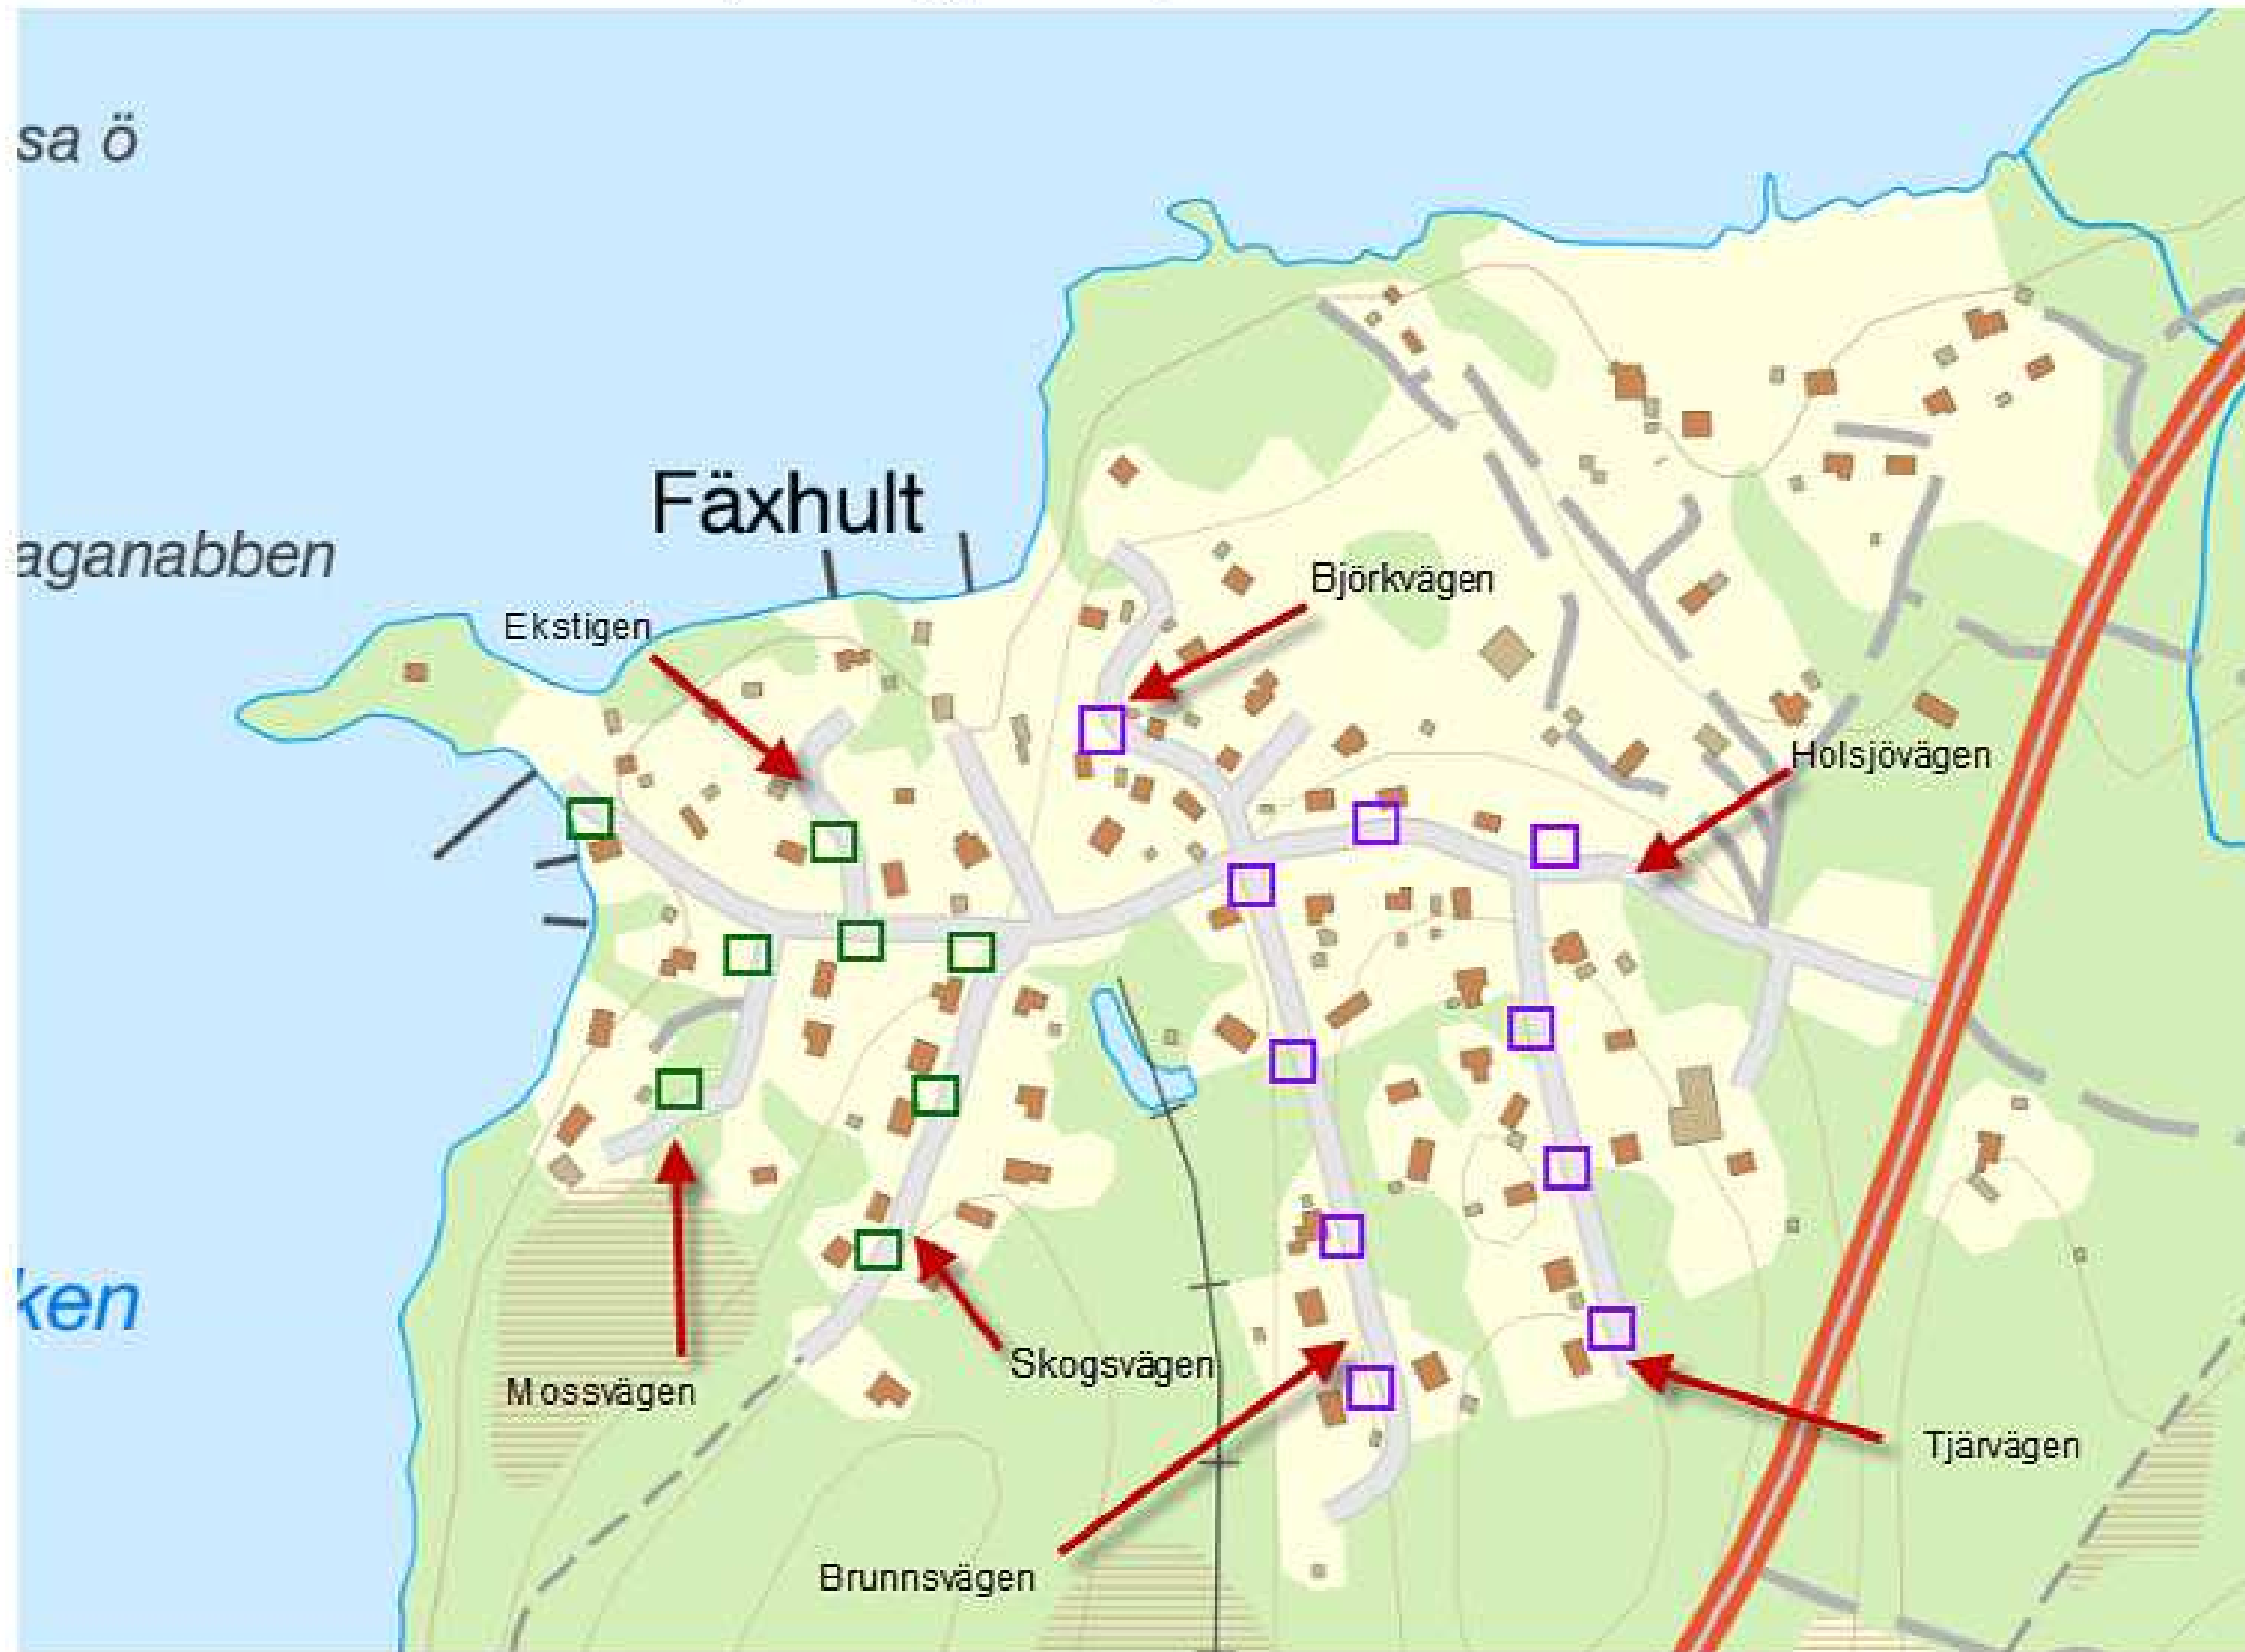 sa ö
Fäxhult
aganabben
Björkvägen
Ekstigen
Holsjövägen
ken
Skogsvägen
Mossvägen
Tjärvägen
Brunnsvägen